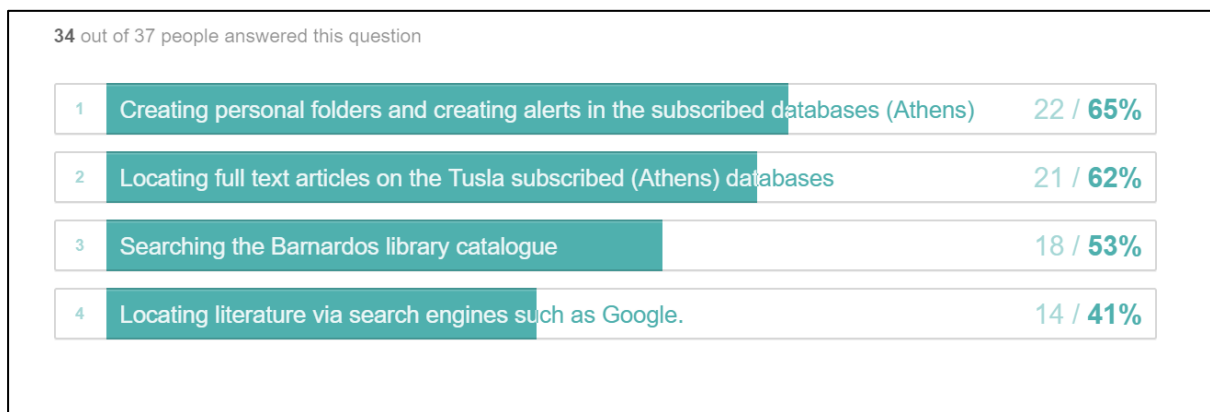 34 out of 37 people answered this question
1 Creating personal folders and creating alerts in the subscribed databases (Athens) 22 / 65%
2 Locating full text articles on the Tusla subscribed (Athens) databases 21 / 62%
3 Searching the Barnardos library catalogue 18 / 53%
4 Locating literature via search engines such as Google. 14 / 41%